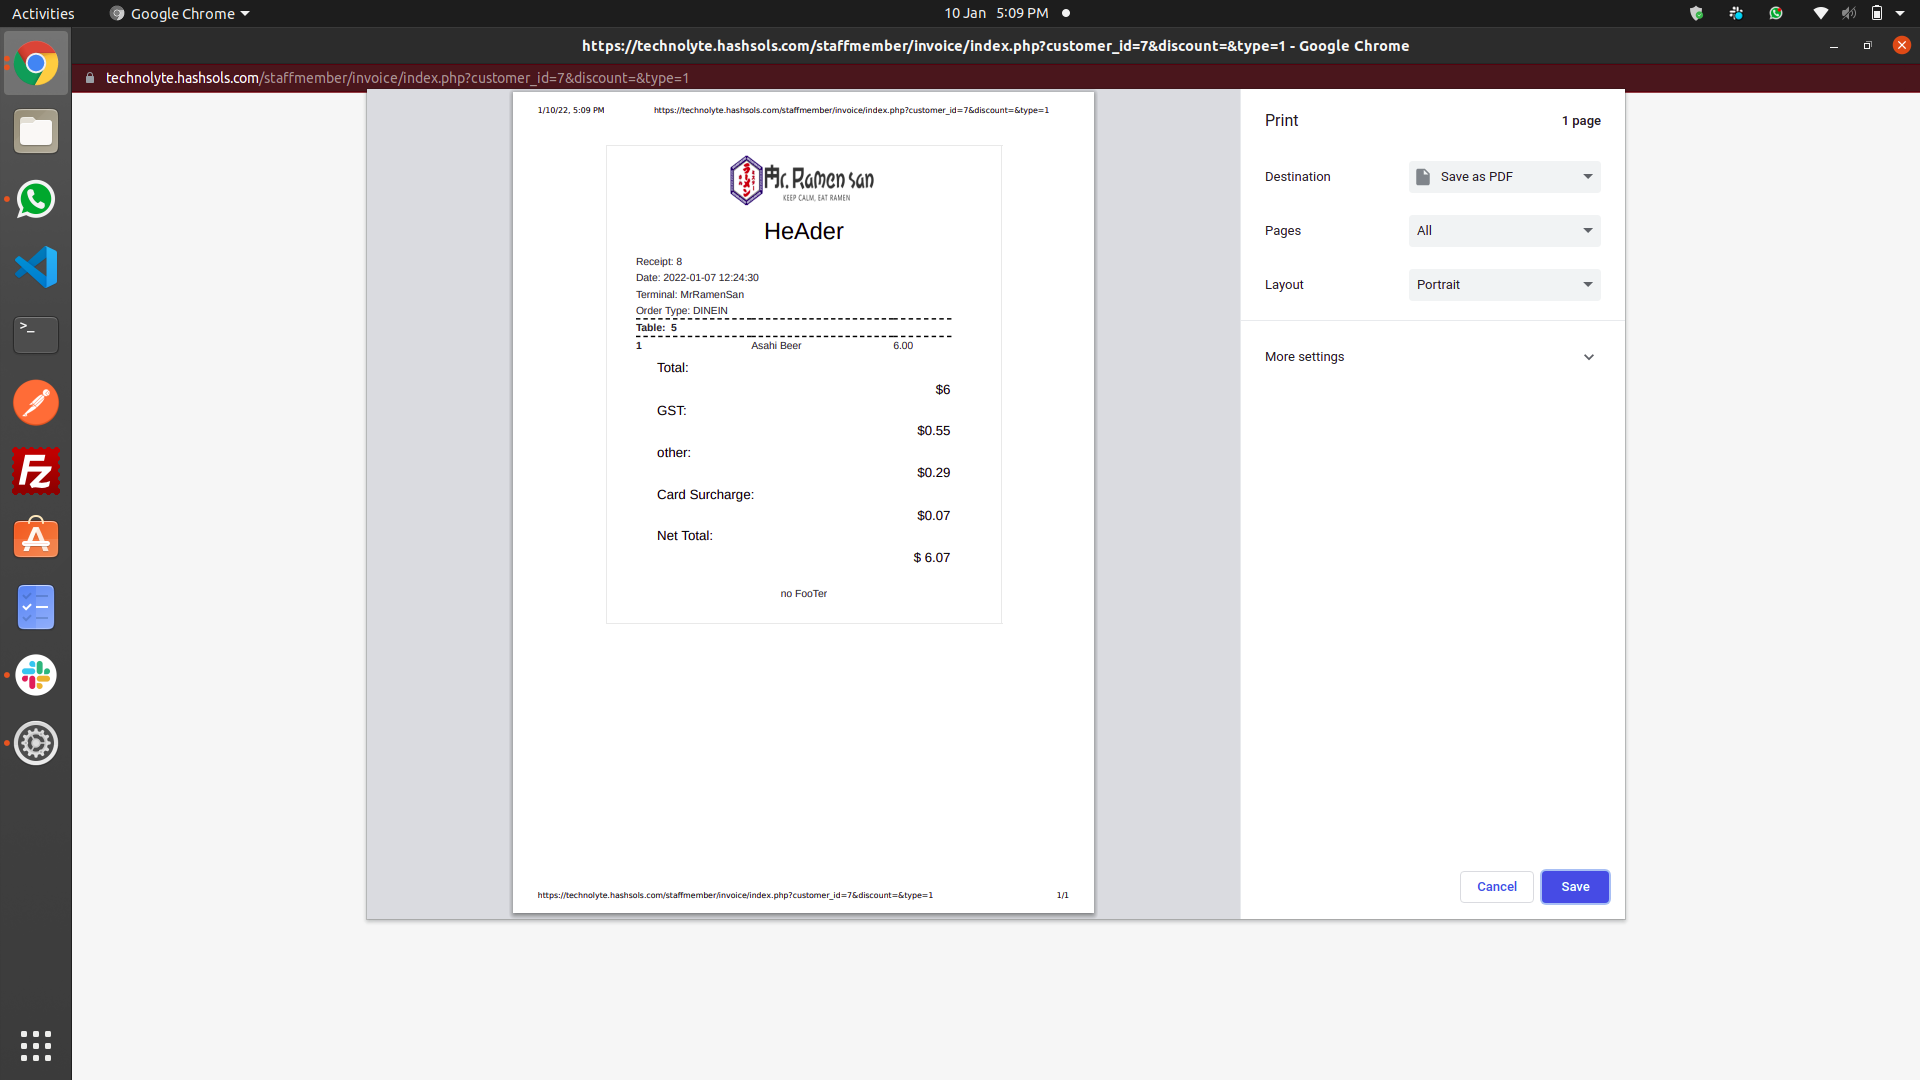 Activities
Google Chrome
10 Jan 5:09 PM
https://technolyte.hashsols.com/staffmember/invoice/index.php?customer_id=7&discount=&type=1 - Google Chrome
technolyte.hashsols.com/staffmember/invoice/index.php?customer_id=7&discount=&type=1
1/10/22, 5:09 PM
https://technolyte.hashsols.com/staffmember/invoice/index.php?customer_id=7&discount=&type=1
Mr. Ramen san
KEEP CALM, EAT RAMEN
HeAder
Receipt: 8
Date: 2022-01-07 12:24:30
Terminal: MrRamenSan
Order Type: DINEIN
Table: 5
1 Asahi Beer 6.00
Total:
$6
GST:
$0.55
other:
$0.29
Card Surcharge:
$0.07
Net Total:
$ 6.07
no FooTer
https://technolyte.hashsols.com/staffmember/invoice/index.php?customer_id=7&discount=&type=1
1/1
Print
1 page
Destination
Save as PDF
Pages
All
Layout
Portrait
More settings
Cancel
Save